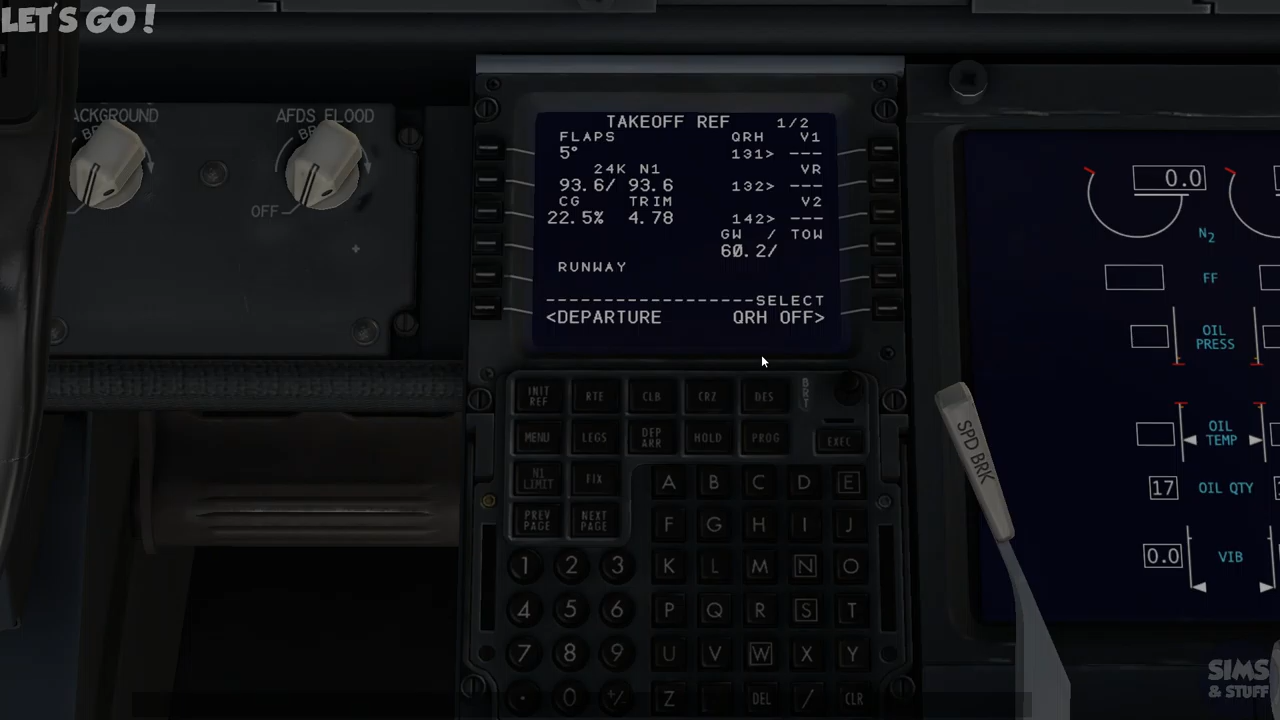 LET'S GO!
ACKGROUND
AFDS FLOOD
OFF
TAKEOFF REF 1/2
FLAPS QRH V1
5° 131> ---
24K N1 VR
93.6/ 93.6 132> ---
CG TRIM V2
22.5% 4.78 142> ---
GW / TOW
60.2/
RUNWAY
------------------SELECT
<DEPARTURE QRH OFF>
INIT REF RTE CLB CRZ DES BRT
MENU LEGS DEP ARR HOLD PROG EXEC
N1 LIMIT FIX
PREV PAGE NEXT PAGE
A B C D E
F G H I J
K L M N O
P Q R S T
U V W X Y
Z DEL / CLR
1 2 3
4 5 6
7 8 9
. 0 +/-
0.0
N2
FF
OIL PRESS
OIL TEMP
17 OIL QTY
0.0 VIB
SPD BRK
SIMS & STUFF